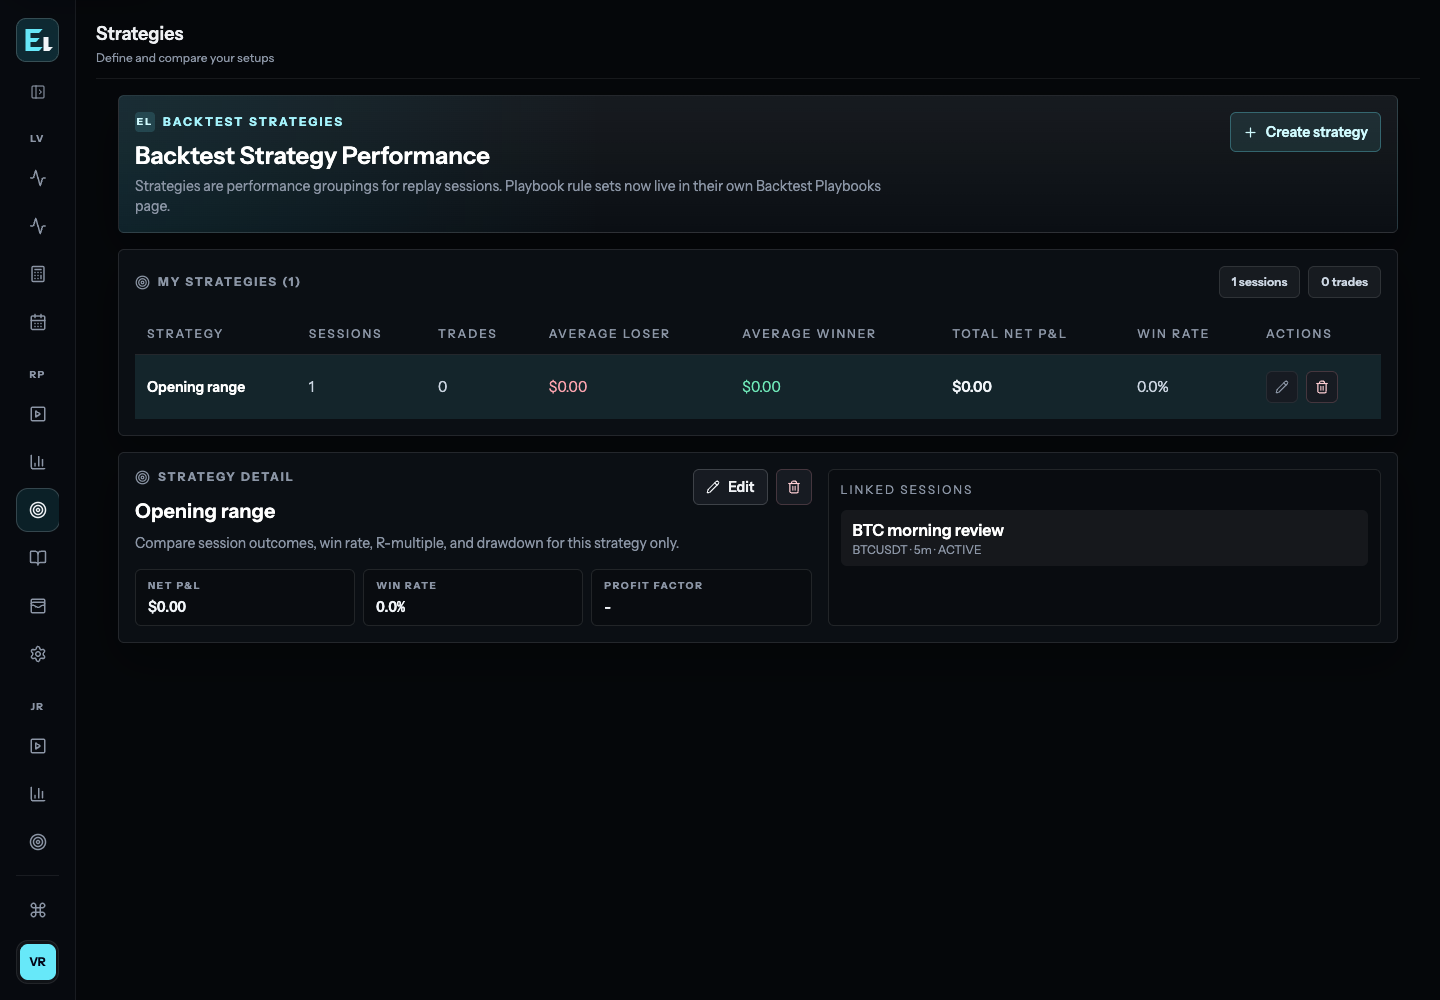 EL
Strategies
Define and compare your setups
LV
RP
JR
VR
EL BACKTEST STRATEGIES
Backtest Strategy Performance
Strategies are performance groupings for replay sessions. Playbook rule sets now live in their own Backtest Playbooks
page.
Create strategy
MY STRATEGIES (1)
1 sessions
0 trades
STRATEGY SESSIONS TRADES AVERAGE LOSER AVERAGE WINNER TOTAL NET P&L WIN RATE ACTIONS
Opening range 1 0 $0.00 $0.00 $0.00 0.0%
STRATEGY DETAIL
Edit
Opening range
Compare session outcomes, win rate, R-multiple, and drawdown for this strategy only.
NET P&L
$0.00
WIN RATE
0.0%
PROFIT FACTOR
-
LINKED SESSIONS
BTC morning review
BTCUSDT · 5m · ACTIVE